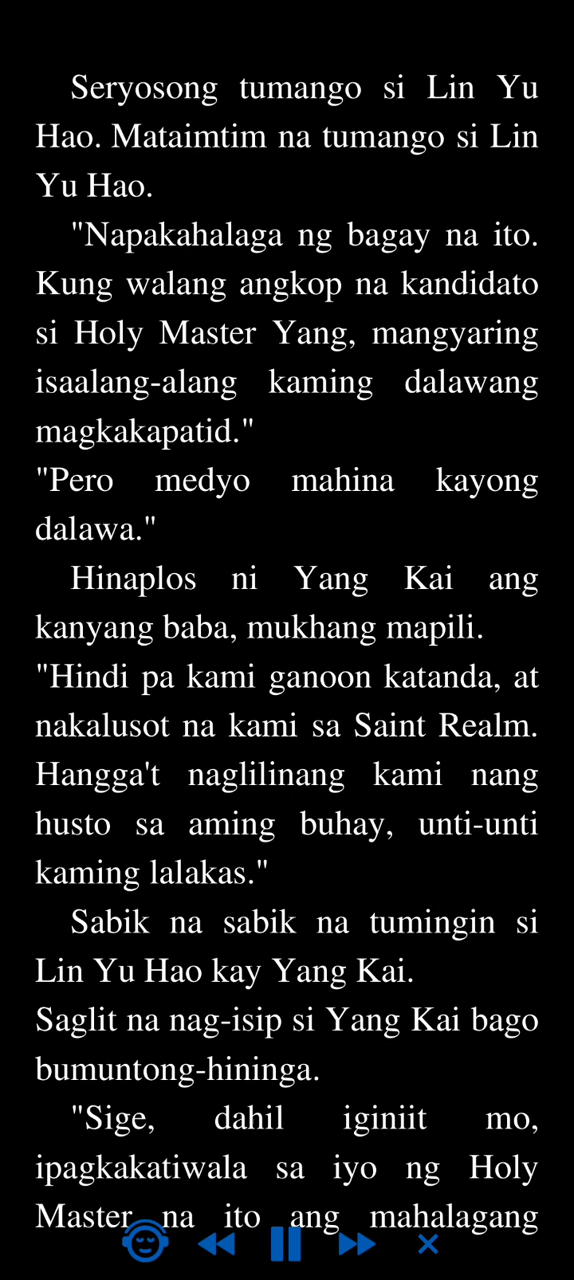 Seryosong tumango si Lin Yu
Hao. Mataimtim na tumango si Lin
Yu Hao.
"Napakahalaga ng bagay na ito.
Kung walang angkop na kandidato
si Holy Master Yang, mangyaring
isaalang-alang kaming dalawang
magkakapatid."
"Pero medyo mahina kayong
dalawa."
Hinaplos ni Yang Kai ang
kanyang baba, mukhang mapili.
"Hindi pa kami ganoon katanda, at
nakalusot na kami sa Saint Realm.
Hangga't naglilinang kami nang
husto sa aming buhay, unti-unti
kaming lalakas."
Sabik na sabik na tumingin si
Lin Yu Hao kay Yang Kai.
Saglit na nag-isip si Yang Kai bago
bumuntong-hininga.
"Sige, dahil iginiit mo,
ipagkakatiwala sa iyo ng Holy
Master na ito ang mahalagang